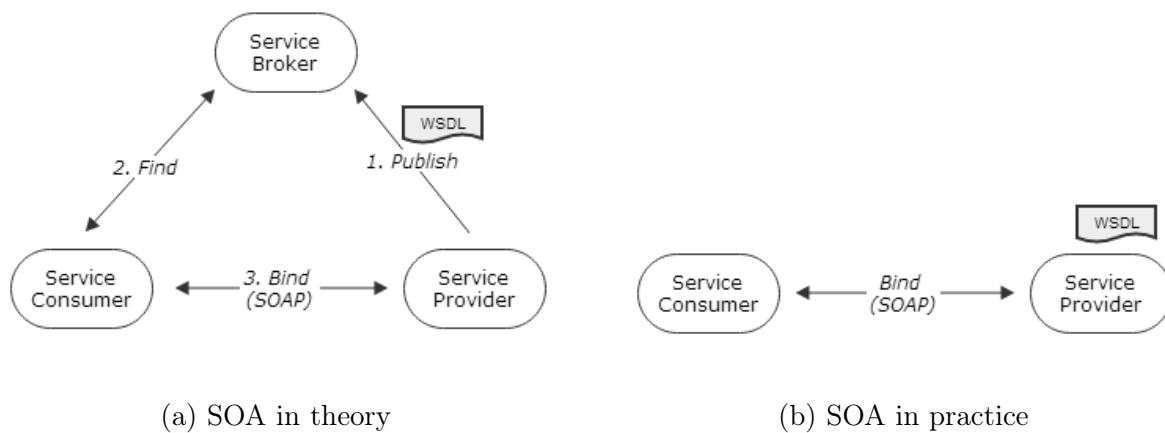 Service
Broker
WSDL
2. Find
1. Publish
Service
Consumer
3. Bind
(SOAP)
Service
Provider
(a) SOA in theory
WSDL
Service
Consumer
Bind
(SOAP)
Service
Provider
(b) SOA in practice